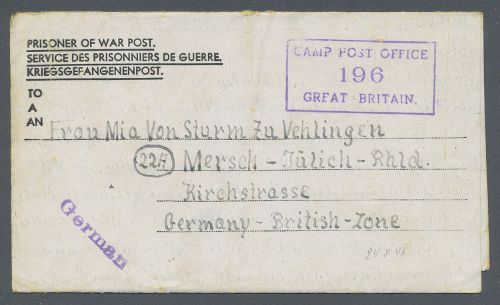 PRISONER OF WAR POST.
SERVICE DES PRISONNIERS DE GUERRE.
KRIEGSGEFANGENENPOST.
CAMP POST OFFICE
196
GREAT BRITAIN.
TO
A
AN
Frau Mia Von Sturm Zu Vehlingen
22A Mersch - Jülich - Rhld.
Kirchstrasse
Germany - British - Zone
German